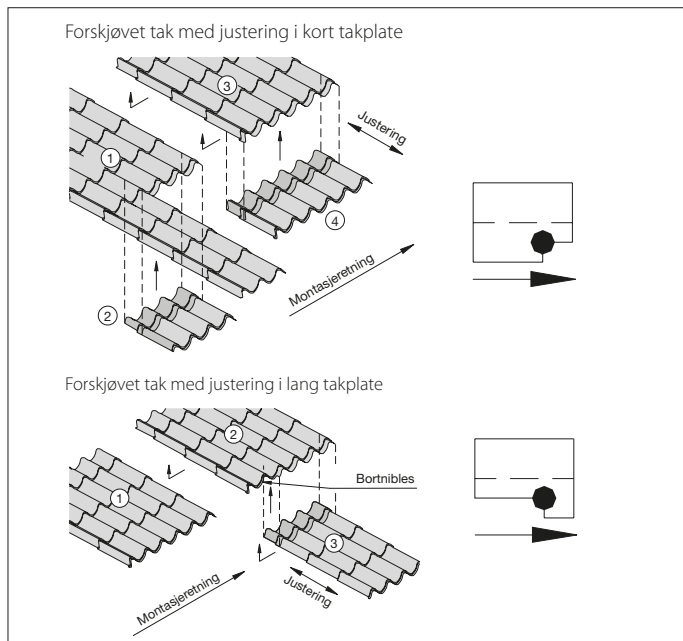 Forskjøvet tak med justering i kort takplate
3
Justering
1
4
Montasjeretning
2
Forskjøvet tak med justering i lang takplate
2
Bortnibles
1
3
Justering
Montasjeretning